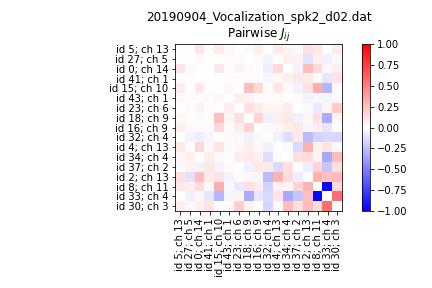 20190904_Vocalization_spk2_d02.dat
Pairwise Jij
id 5; ch 13
id 27; ch 5
id 0; ch 14
id 41; ch 1
id 15; ch 10
id 43; ch 1
id 23; ch 6
id 18; ch 9
id 16; ch 9
id 32; ch 4
id 4; ch 13
id 34; ch 4
id 37; ch 2
id 2; ch 13
id 8; ch 11
id 33; ch 4
id 30; ch 3
id 5; ch 13
id 27; ch 5
id 0; ch 14
id 41; ch 1
id 15; ch 10
id 43; ch 1
id 23; ch 6
id 18; ch 9
id 16; ch 9
id 32; ch 4
id 4; ch 13
id 34; ch 4
id 37; ch 2
id 2; ch 13
id 8; ch 11
id 33; ch 4
id 30; ch 3
1.00
0.75
0.50
0.25
0.00
−0.25
−0.50
−0.75
−1.00